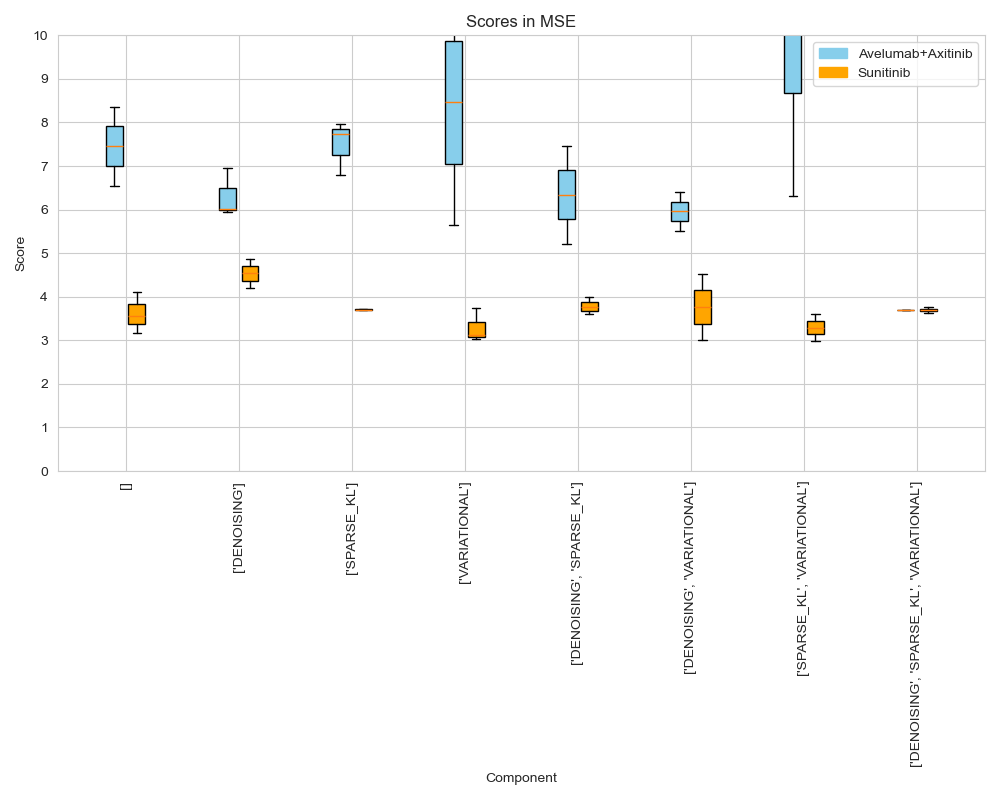 Scores in MSE
Avelumab+Axitinib
Sunitinib
Score
10
9
8
7
6
5
4
3
2
1
0
[]
['DENOISING']
['SPARSE_KL']
['VARIATIONAL']
['DENOISING', 'SPARSE_KL']
['DENOISING', 'VARIATIONAL']
['SPARSE_KL', 'VARIATIONAL']
['DENOISING', 'SPARSE_KL', 'VARIATIONAL']
Component